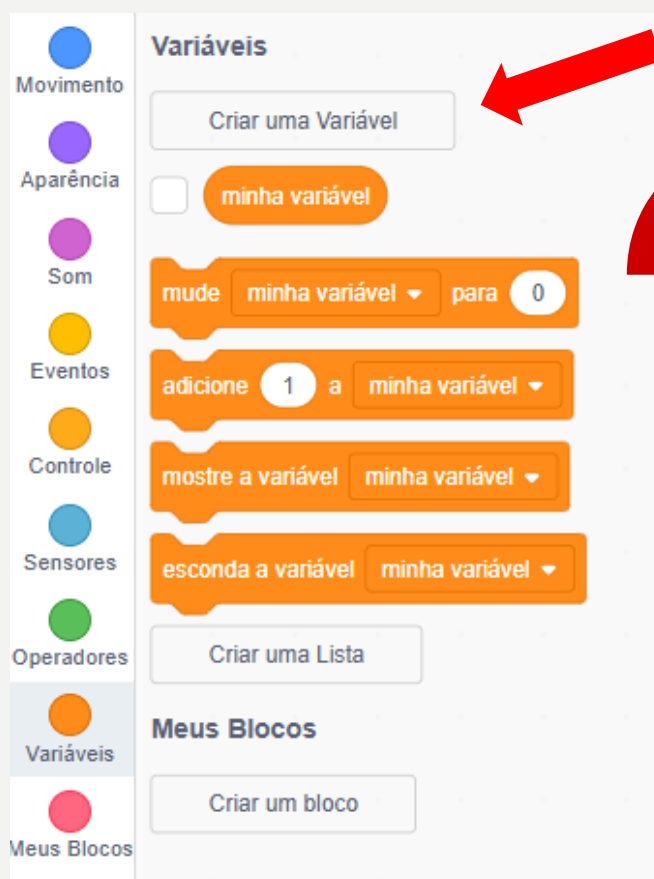 Movimento
Aparência
Som
Eventos
Controle
Sensores
Operadores
Variáveis
Meus Blocos
Variáveis
Criar uma Variável
minha variável
mude minha variável para 0
adicione 1 a minha variável
mostre a variável minha variável
esconda a variável minha variável
Criar uma Lista
Meus Blocos
Criar um bloco